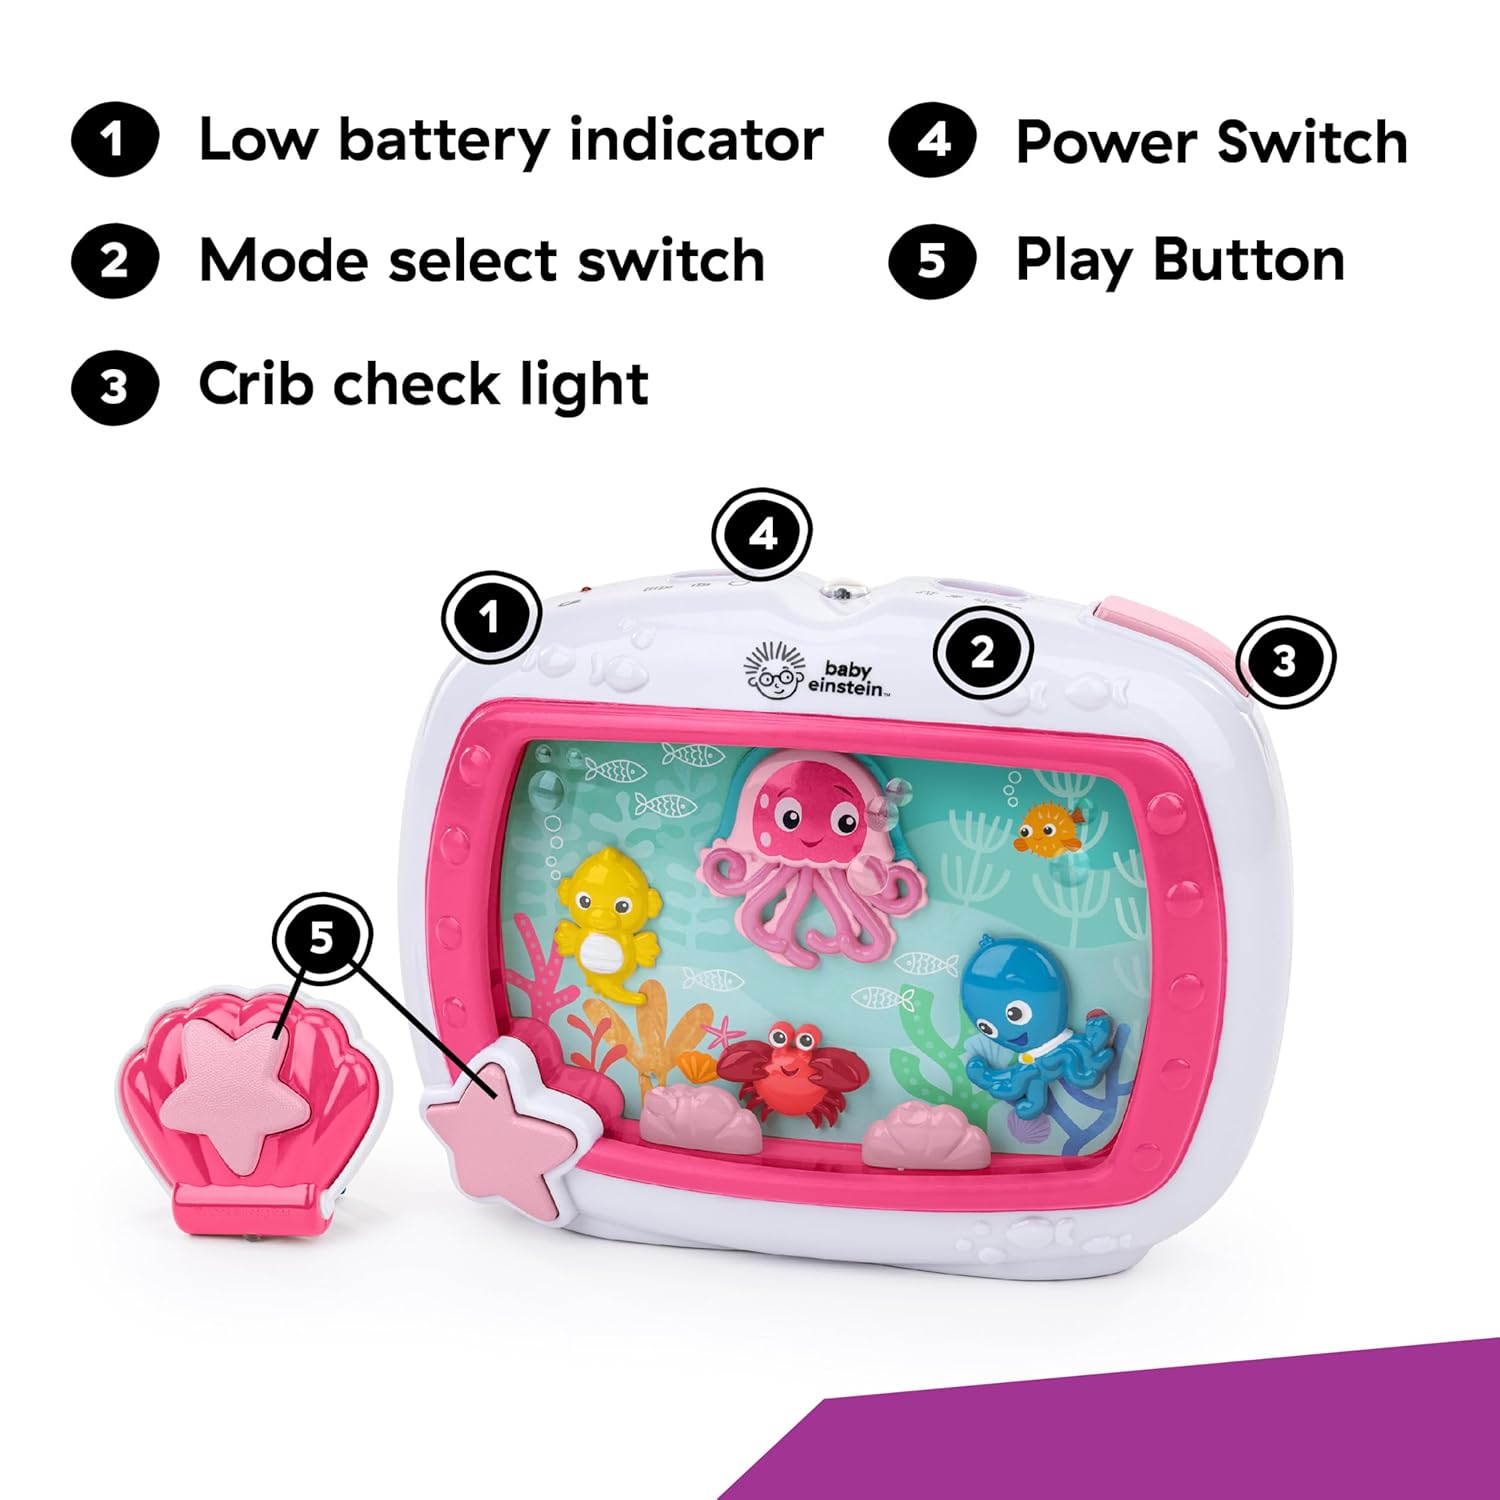 1 Low battery indicator
2 Mode select switch
3 Crib check light
4 Power Switch
5 Play Button
4
1
2
3
baby
einstein™
5